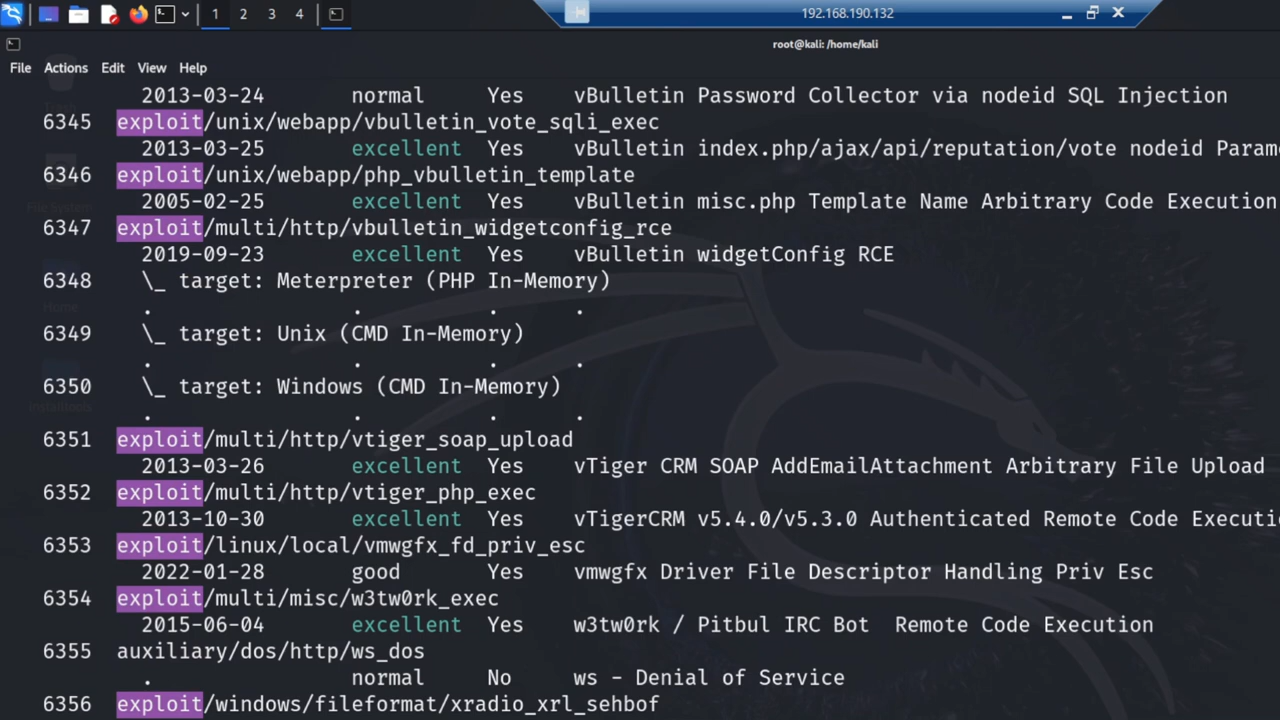 1 2 3 4
192.168.190.132
root@kali: /home/kali
File Actions Edit View Help
2013-03-24 normal Yes vBulletin Password Collector via nodeid SQL Injection
6345 exploit/unix/webapp/vbulletin_vote_sqli_exec
2013-03-25 excellent Yes vBulletin index.php/ajax/api/reputation/vote nodeid Param
6346 exploit/unix/webapp/php_vbulletin_template
2005-02-25 excellent Yes vBulletin misc.php Template Name Arbitrary Code Execution
6347 exploit/multi/http/vbulletin_widgetconfig_rce
2019-09-23 excellent Yes vBulletin widgetConfig RCE
6348 \_ target: Meterpreter (PHP In-Memory)
. . . .
6349 \_ target: Unix (CMD In-Memory)
. . . .
6350 \_ target: Windows (CMD In-Memory)
. . . .
6351 exploit/multi/http/vtiger_soap_upload
2013-03-26 excellent Yes vTiger CRM SOAP AddEmailAttachment Arbitrary File Upload
6352 exploit/multi/http/vtiger_php_exec
2013-10-30 excellent Yes vTigerCRM v5.4.0/v5.3.0 Authenticated Remote Code Executi
6353 exploit/linux/local/vmwgfx_fd_priv_esc
2022-01-28 good Yes vmwgfx Driver File Descriptor Handling Priv Esc
6354 exploit/multi/misc/w3tw0rk_exec
2015-06-04 excellent Yes w3tw0rk / Pitbul IRC Bot Remote Code Execution
6355 auxiliary/dos/http/ws_dos
. normal No ws - Denial of Service
6356 exploit/windows/fileformat/xradio_xrl_sehbof